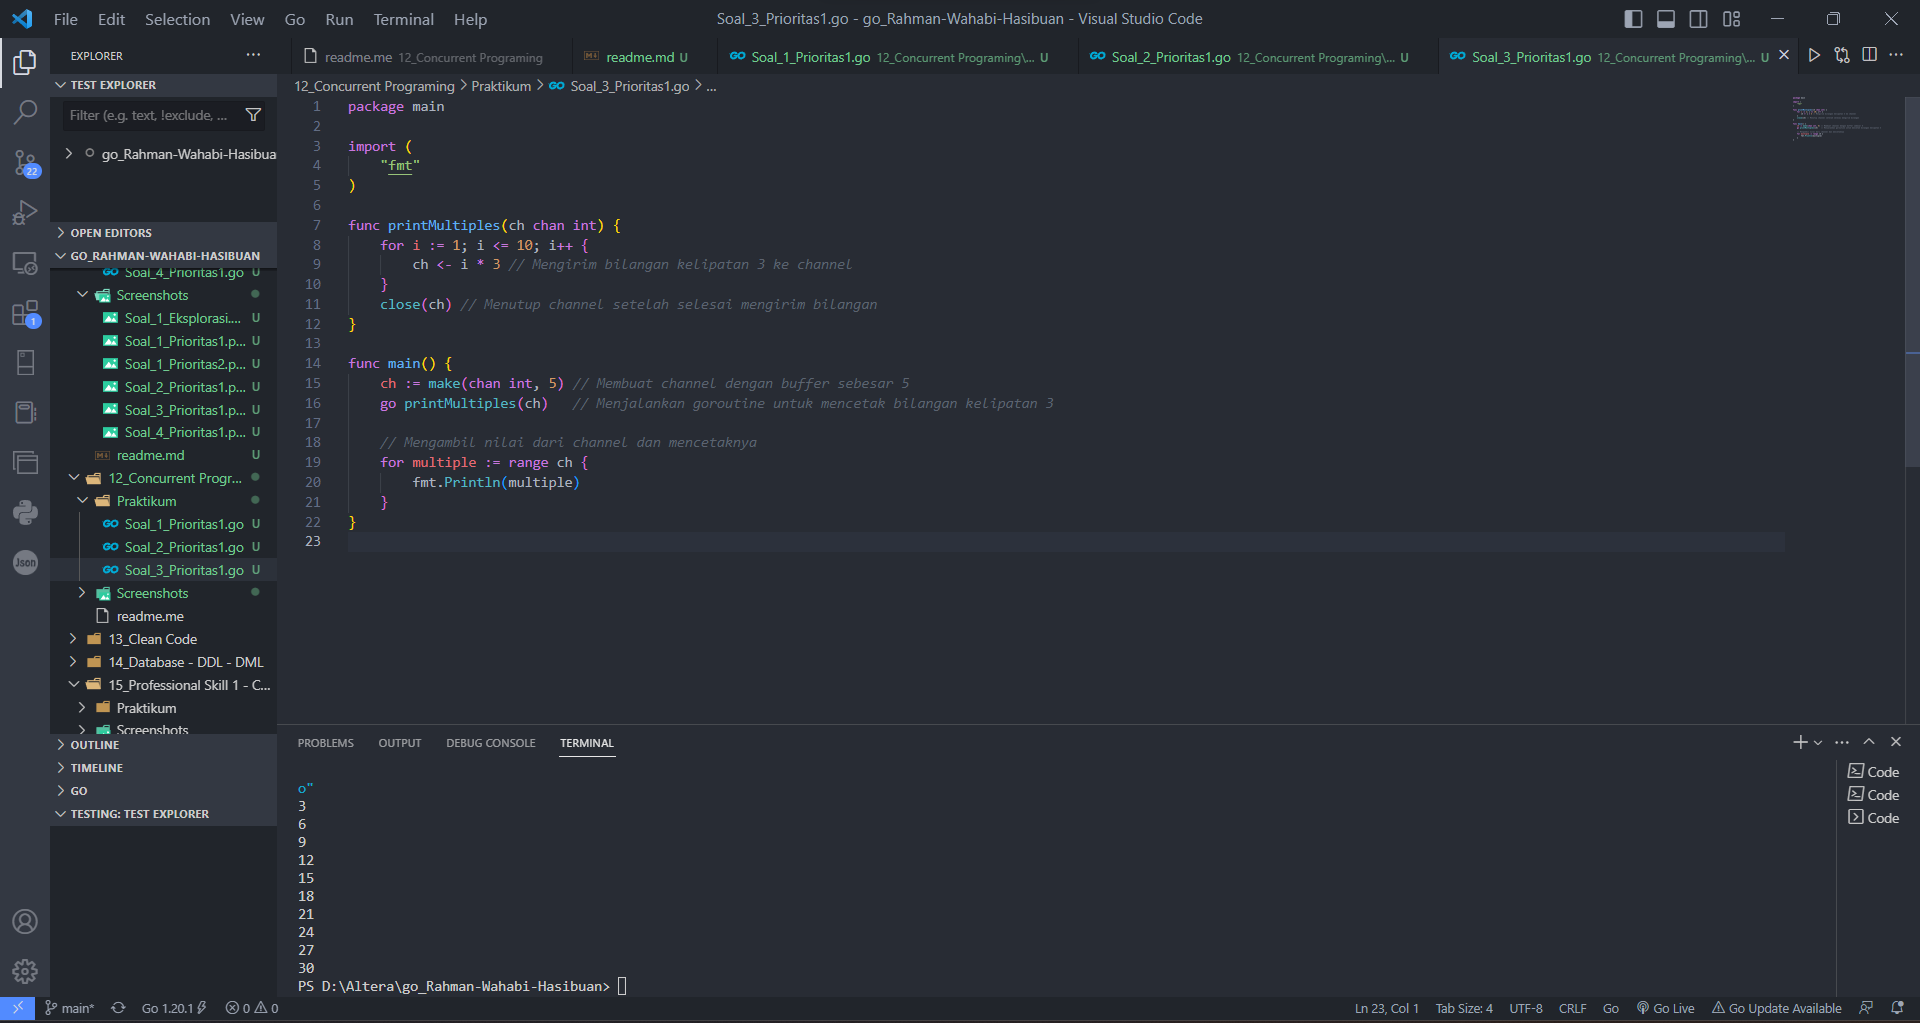 File Edit Selection View Go Run Terminal Help
Soal_3_Prioritas1.go - go_Rahman-Wahabi-Hasibuan - Visual Studio Code
EXPLORER
readme.me 12_Concurrent Programing
readme.md U
GO Soal_1_Prioritas1.go 12_Concurrent Programing\... U
GO Soal_2_Prioritas1.go 12_Concurrent Programing\... U
GO Soal_3_Prioritas1.go 12_Concurrent Programing\... U
12_Concurrent Programing > Praktikum > GO Soal_3_Prioritas1.go > ...
TEST EXPLORER
Filter (e.g. text, !exclude, ...
go_Rahman-Wahabi-Hasibua
22
1
Json
OPEN EDITORS
GO_RAHMAN-WAHABI-HASIBUAN
GO Soal_4_Prioritas1.go U
Screenshots
Soal_1_Eksplorasi.... U
Soal_1_Prioritas1.p... U
Soal_1_Prioritas2.p... U
Soal_2_Prioritas1.p... U
Soal_3_Prioritas1.p... U
Soal_4_Prioritas1.p... U
readme.md U
12_Concurrent Progr...
Praktikum
GO Soal_1_Prioritas1.go U
GO Soal_2_Prioritas1.go U
GO Soal_3_Prioritas1.go U
Screenshots
readme.me
13_Clean Code
14_Database - DDL - DML
15_Professional Skill 1 - C...
Praktikum
Screenshots
OUTLINE
TIMELINE
GO
TESTING: TEST EXPLORER
1 package main
2
3 import (
4 "fmt"
5 )
6
7 func printMultiples(ch chan int) {
8 for i := 1; i <= 10; i++ {
9 ch <- i * 3 // Mengirim bilangan kelipatan 3 ke channel
10 }
11 close(ch) // Menutup channel setelah selesai mengirim bilangan
12 }
13
14 func main() {
15 ch := make(chan int, 5) // Membuat channel dengan buffer sebesar 5
16 go printMultiples(ch) // Menjalankan goroutine untuk mencetak bilangan kelipatan 3
17
18 // Mengambil nilai dari channel dan mencetaknya
19 for multiple := range ch {
20 fmt.Println(multiple)
21 }
22 }
23
PROBLEMS OUTPUT DEBUG CONSOLE TERMINAL
o"
3
6
9
12
15
18
21
24
27
30
PS D:\Altera\go_Rahman-Wahabi-Hasibuan>
Code
Code
Code
main* Go 1.20.1 0 0
Ln 23, Col 1 Tab Size: 4 UTF-8 CRLF Go Go Live Go Update Available